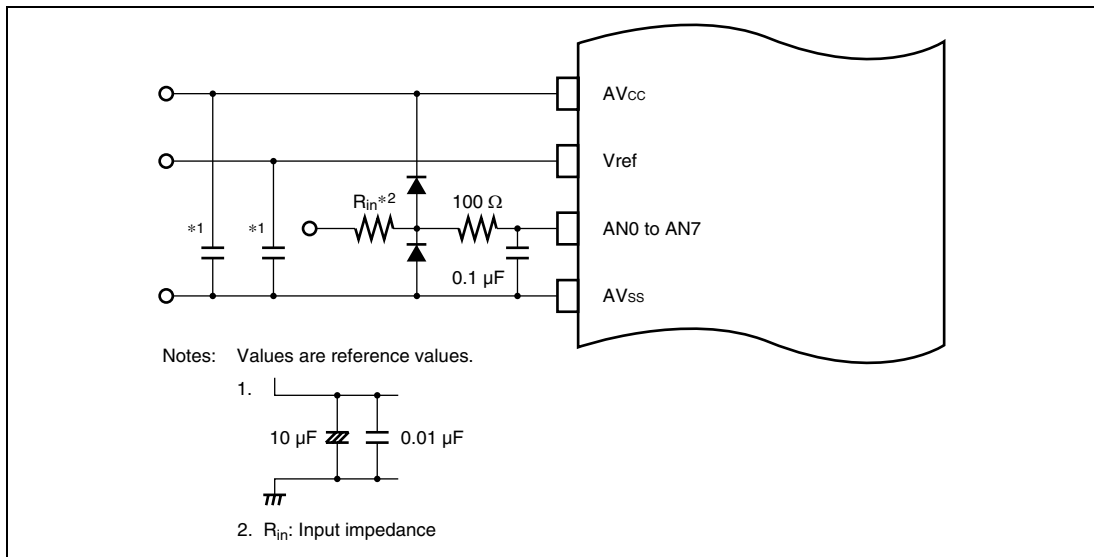 AVCC
Vref
Rin*2
100 Ω
*1
*1
AN0 to AN7
0.1 µF
AVSS
Notes: Values are reference values.
1.
10 µF
0.01 µF
2. Rin: Input impedance